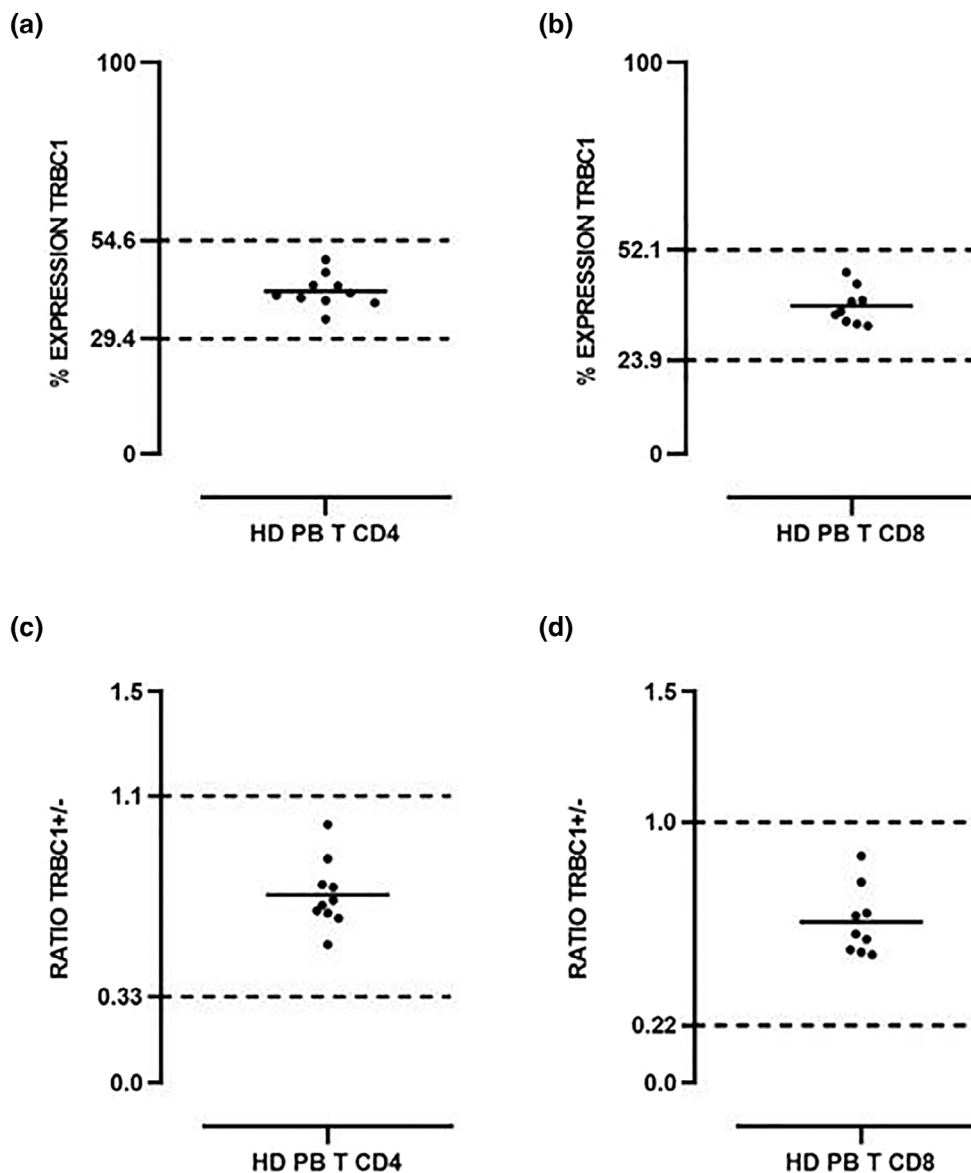 (a)
100
54.6
29.4
0
% EXPRESSION TRBC1
HD PB T CD4
(b)
100
52.1
23.9
0
% EXPRESSION TRBC1
HD PB T CD8
(c)
1.5
1.1
0.33
0.0
RATIO TRBC1+/-
HD PB T CD4
(d)
1.5
1.0
0.22
0.0
RATIO TRBC1+/-
HD PB T CD8